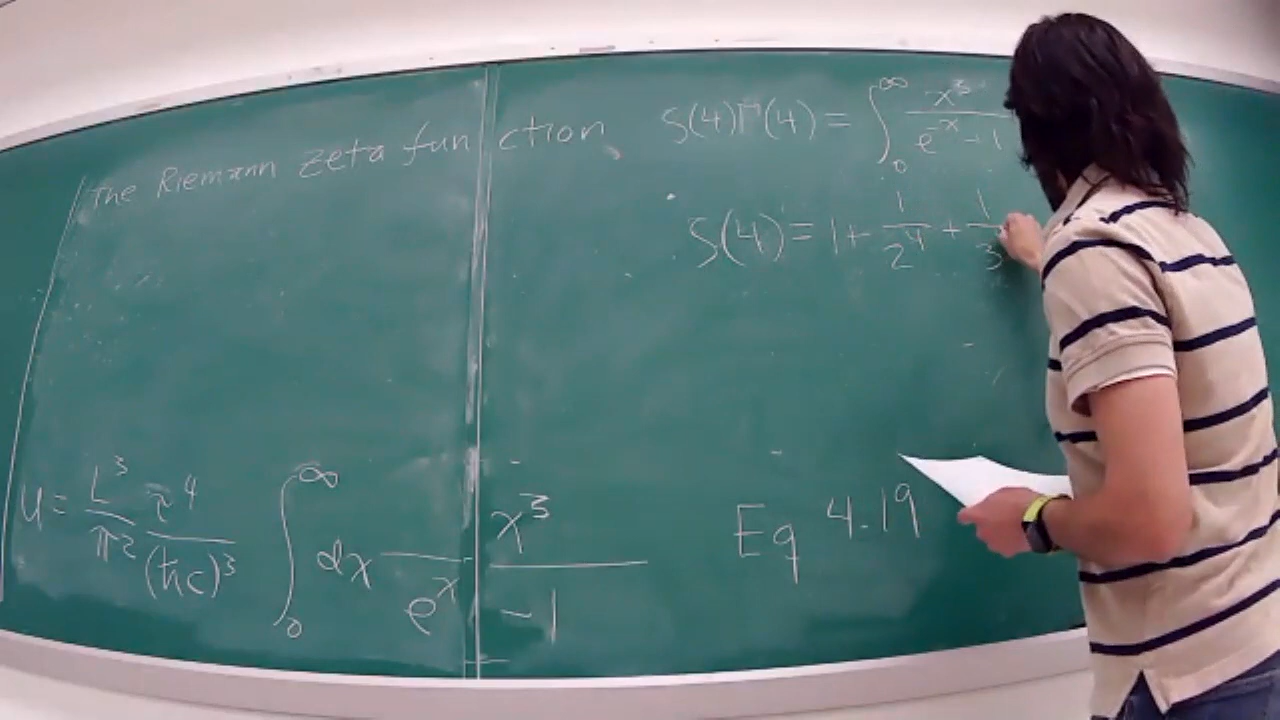 The Riemann zeta function
ζ(4)Γ(4) = ∫₀^∞ x³/(e^-x - 1)
ζ(4) = 1 + 1/2⁴ + 1/3
U = L³/π² τ⁴/(ħc)³ ∫₀^∞ dx x³/(e^x - 1)
Eq 4.19